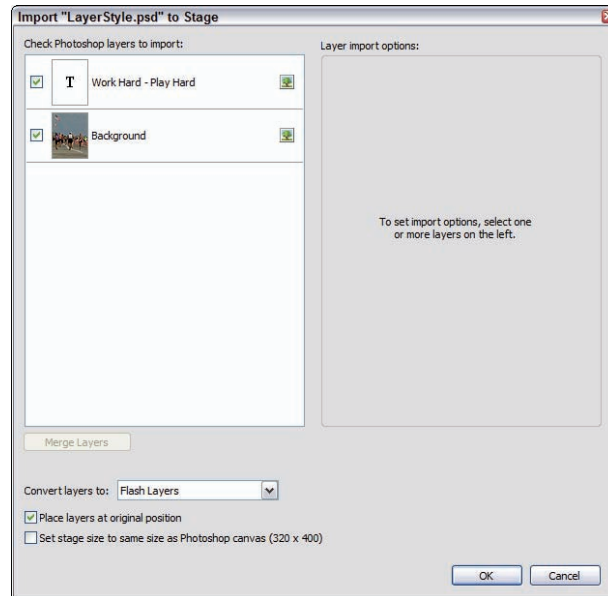 Import "LayerStyle.psd" to Stage
Check Photoshop layers to import:
T
Work Hard - Play Hard
Background
Merge Layers
Layer import options:
To set import options, select one
or more layers on the left.
Convert layers to:
Flash Layers
Place layers at original position
Set stage size to same size as Photoshop canvas (320 x 400)
OK
Cancel